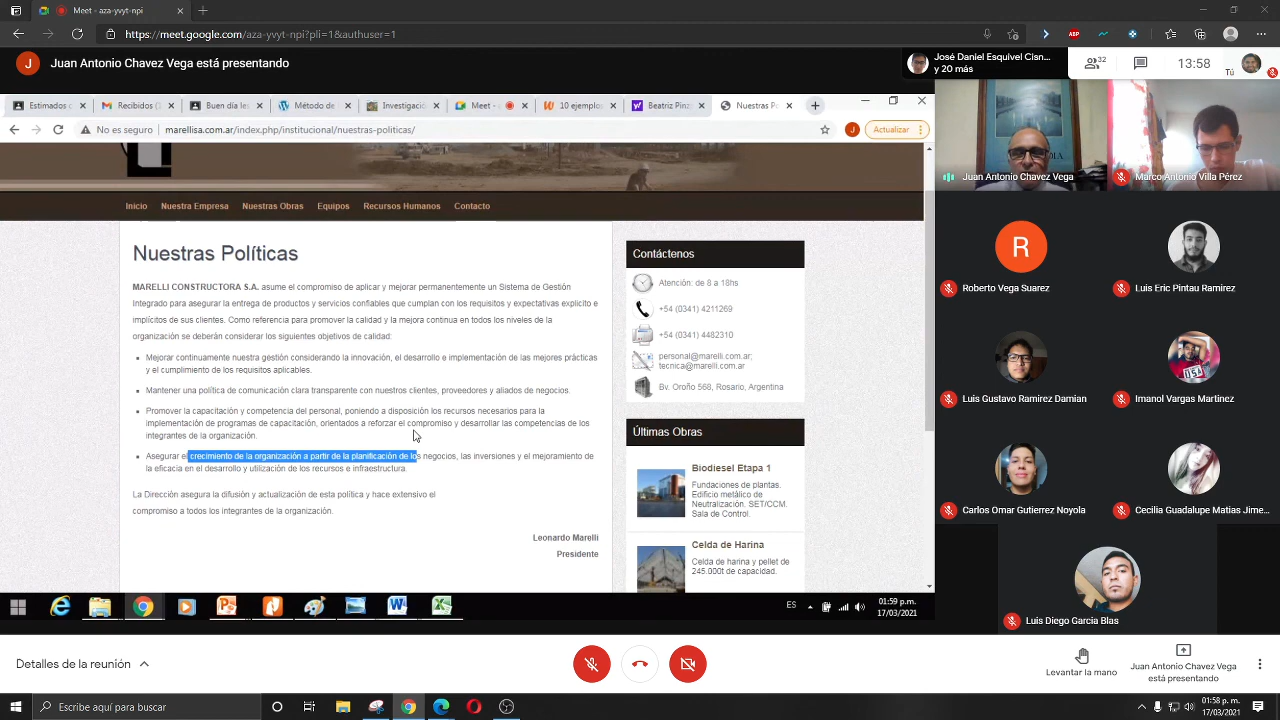 Meet - aza-yvyt-npi
https://meet.google.com/aza-yvyt-npi?pli=1&authuser=1
ABP
J
Juan Antonio Chavez Vega está presentando
José Daniel Esquivel Cisn...
y 20 más
32
13:58
Tú
Estimados c
Recibidos (
Buen día les
Método de
Investigaci
Meet -
10 ejemplos
Beatriz Pinz
Nuestras Po
No es seguro
marellisa.com.ar/index.php/institucional/nuestras-politicas/
J
Actualizar
Inicio
Nuestra Empresa
Nuestras Obras
Equipos
Recursos Humanos
Contacto
Nuestras Políticas
MARELLI CONSTRUCTORA S.A. asume el compromiso de aplicar y mejorar permanentemente un Sistema de Gestión
Integrado para asegurar la entrega de productos y servicios confiables que cumplan con los requisitos y expectativas explícito e
implícitos de sus clientes. Como referencia para promover la calidad y la mejora continua en todos los niveles de la
organización se deberán considerar los siguientes objetivos de calidad:
Mejorar continuamente nuestra gestión considerando la innovación, el desarrollo e implementación de las mejores prácticas
y el cumplimiento de los requisitos aplicables.
Mantener una política de comunicación clara transparente con nuestros clientes, proveedores y aliados de negocios.
Promover la capacitación y competencia del personal, poniendo a disposición los recursos necesarios para la
implementación de programas de capacitación, orientados a reforzar el compromiso y desarrollar las competencias de los
integrantes de la organización.
Asegurar el crecimiento de la organización a partir de la planificación de los negocios, las inversiones y el mejoramiento de
la eficacia en el desarrollo y utilización de los recursos e infraestructura.
La Dirección asegura la difusión y actualización de esta política y hace extensivo el
compromiso a todos los integrantes de la organización.
Leonardo Marelli
Presidente
Contáctenos
Atención: de 8 a 18hs
+54 (0341) 4211269
+54 (0341) 4482310
personal@marelli.com.ar;
tecnica@marelli.com.ar
Bv. Oroño 568, Rosario, Argentina
Últimas Obras
Biodiesel Etapa 1
Fundaciones de plantas.
Edificio metálico de
Neutralización. SET/CCM.
Sala de Control.
Celda de Harina
Celda de harina y pellet de
245.000t de capacidad.
ES
01:59 p.m.
17/03/2021
Juan Antonio Chavez Vega
Marco Antonio Villa Pérez
R
Roberto Vega Suarez
Luis Eric Pintau Ramírez
Luis Gustavo Ramirez Damian
Imanol Vargas Martinez
Carlos Omar Gutierrez Noyola
Cecilia Guadalupe Matias Jime...
Luis Diego Garcia Blas
Detalles de la reunión
Levantar la mano
Juan Antonio Chavez Vega
está presentando
Escribe aquí para buscar
01:58 p.m.
17/03/2021